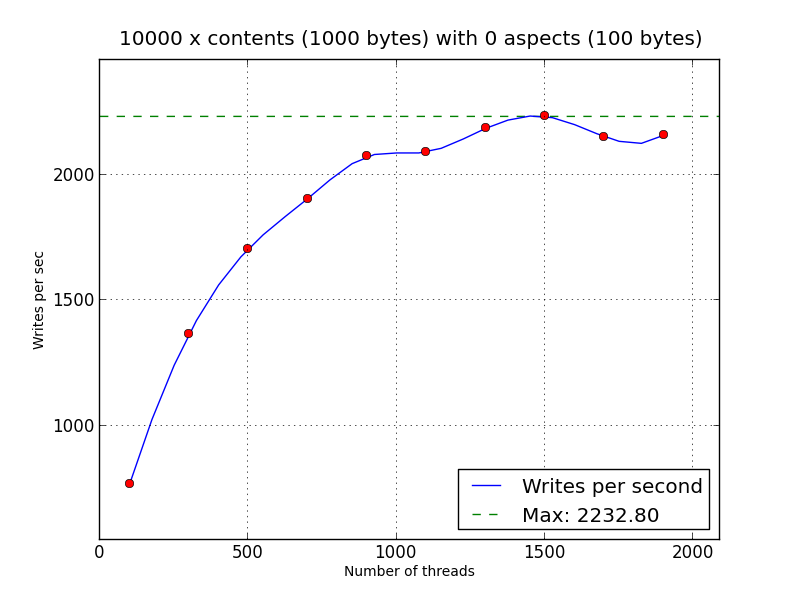 10000 x contents (1000 bytes) with 0 aspects (100 bytes)
Writes per sec
2000
1500
1000
Writes per second
Max: 2232.80
0 500 1000 1500 2000
Number of threads